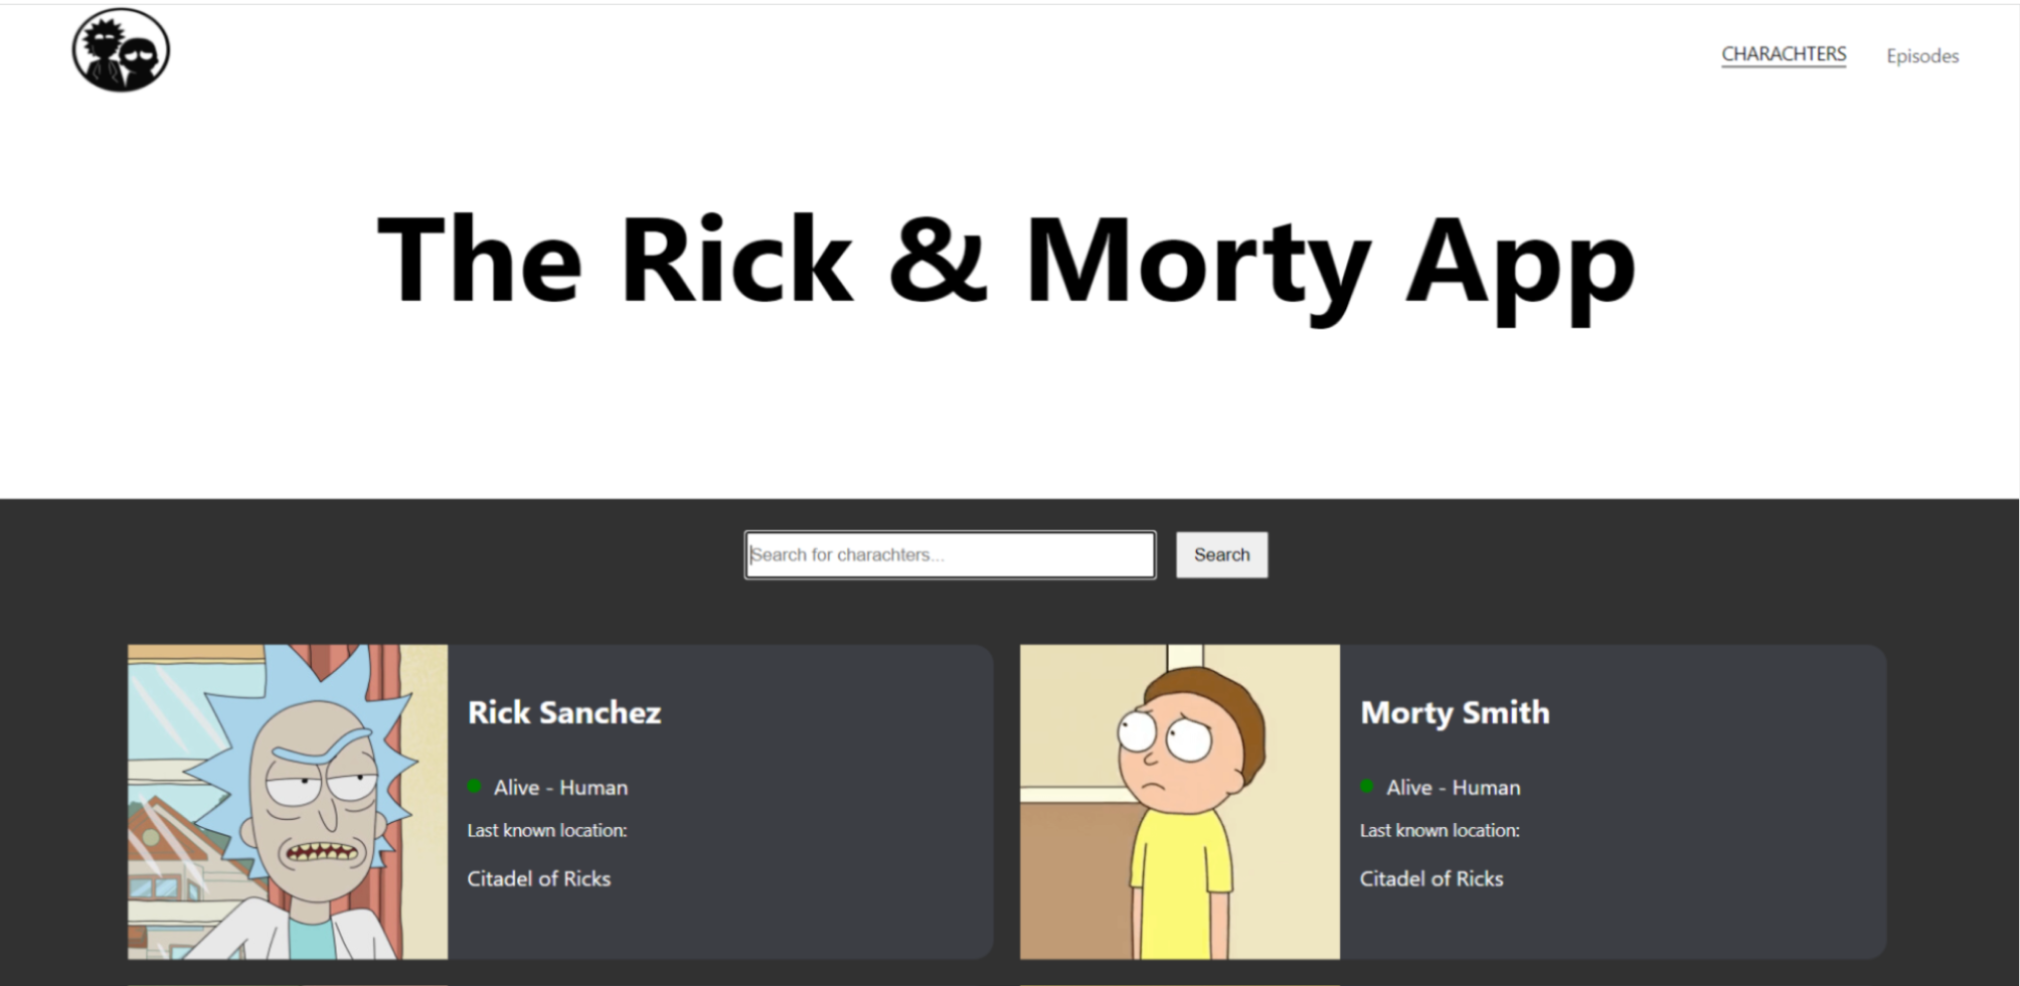 CHARACHTERS Episodes
The Rick & Morty App
Search for charachters... Search
Rick Sanchez
Alive - Human
Last known location:
Citadel of Ricks
Morty Smith
Alive - Human
Last known location:
Citadel of Ricks